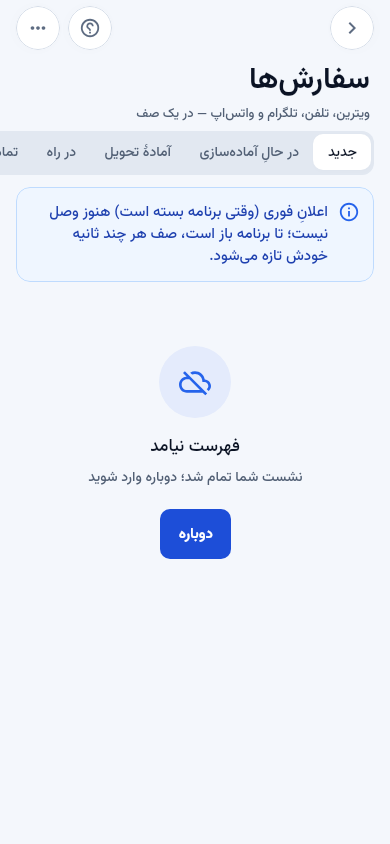 سفارش‌ها
ویترین، تلفن، تلگرام و واتس‌اپ — در یک صف
جدید
در حالِ آماده‌سازی
آمادهٔ تحویل
در راه
تما
اعلانِ فوری (وقتی برنامه بسته است) هنوز وصل
نیست؛ تا برنامه باز است، صف هر چند ثانیه
خودش تازه می‌شود.
فهرست نیامد
نشست شما تمام شد؛ دوباره وارد شوید
دوباره